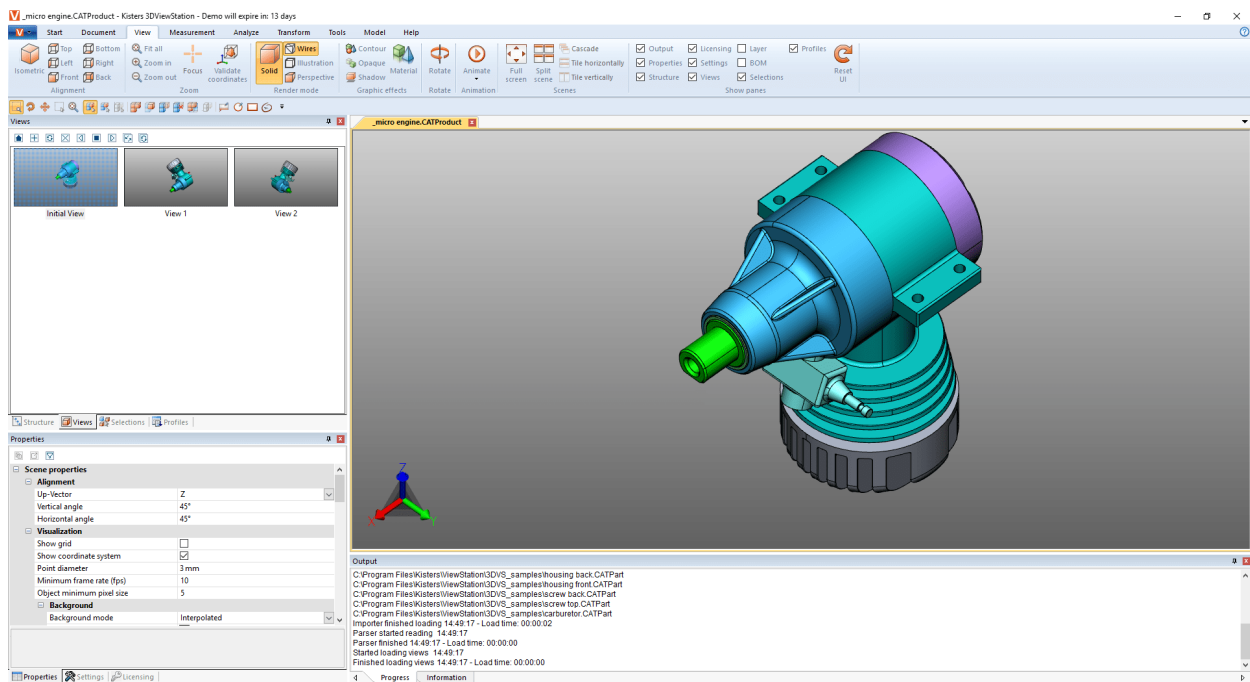 _micro engine.CATProduct - Kisters 3DViewStation - Demo will expire in: 13 days
Start Document View Measurement Analyze Transform Tools Model Help
Top Bottom Fit all Wires Contour Cascade Output Licensing Layer Profiles
Left Right Zoom in Illustration Opaque Tile horizontally Properties Settings BOM
Front Back Zoom out Perspective Shadow Tile vertically Structure Views Selections
Isometric Focus Validate coordinates Solid Material Rotate Animate Full screen Split scene Reset UI
Alignment Zoom Render mode Graphic effects Rotate Animation Scenes Show panes
Views
_micro engine.CATProduct
Initial View View 1 View 2
Structure Views Selections Profiles
Properties
Scene properties
Alignment
Up-Vector Z
Vertical angle 45°
Horizontal angle 45°
Visualization
Show grid
Show coordinate system
Point diameter 3 mm
Minimum frame rate (fps) 10
Object minimum pixel size 5
Background
Background mode Interpolated
Properties Settings Licensing
Z
X Y
Output
C:\Program Files\Kisters\ViewStation\3DVS_samples\housing back.CATPart
C:\Program Files\Kisters\ViewStation\3DVS_samples\housing front.CATPart
C:\Program Files\Kisters\ViewStation\3DVS_samples\screw back.CATPart
C:\Program Files\Kisters\ViewStation\3DVS_samples\screw top.CATPart
C:\Program Files\Kisters\ViewStation\3DVS_samples\carburetor.CATPart
Importer finished loading 14:49:17 - Load time: 00:00:02
Parser started reading 14:49:17
Parser finished 14:49:17 - Load time: 00:00:00
Started loading views 14:49:17
Finished loading views 14:49:17 - Load time: 00:00:00
Progress Information